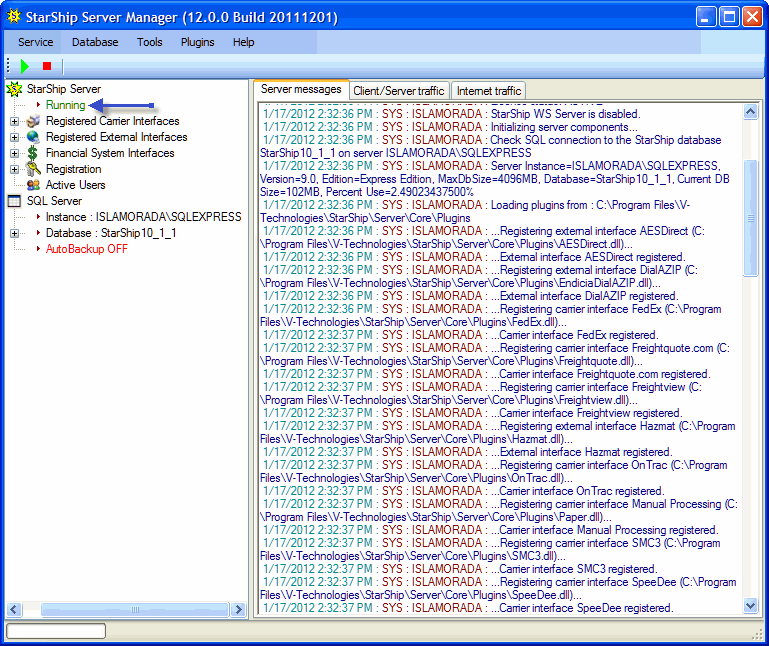 StarShip Server Manager (12.0.0 Build 20111201)
Service Database Tools Plugins Help
StarShip Server
Running
Registered Carrier Interfaces
Registered External Interfaces
Financial System Interfaces
Registration
Active Users
SQL Server
Instance : ISLAMORADA\SQLEXPRESS
Database : StarShip10_1_1
AutoBackup OFF
Server messages Client/Server traffic Internet traffic
1/17/2012 2:32:36 PM : SYS : ISLAMORADA : StarShip WS Server is disabled.
1/17/2012 2:32:36 PM : SYS : ISLAMORADA : Initializing server components...
1/17/2012 2:32:36 PM : SYS : ISLAMORADA : Check SQL connection to the StarShip database
StarShip10_1_1 on server ISLAMORADA\SQLEXPRESS
1/17/2012 2:32:36 PM : SYS : ISLAMORADA : Server Instance=ISLAMORADA\SQLEXPRESS,
Version=9.0, Edition=Express Edition, MaxDbSize=4096MB, Database=StarShip10_1_1, Current DB
Size=102MB, Percent Use=2.49023437500%
1/17/2012 2:32:36 PM : SYS : ISLAMORADA : Loading plugins from : C:\Program Files\V-
Technologies\StarShip\Server\Core\Plugins
1/17/2012 2:32:36 PM : SYS : ISLAMORADA : ...Registering external interface AESDirect (C:
\Program Files\V-Technologies\StarShip\Server\Core\Plugins\AESDirect.dll)...
1/17/2012 2:32:36 PM : SYS : ISLAMORADA : ...External interface AESDirect registered.
1/17/2012 2:32:36 PM : SYS : ISLAMORADA : ...Registering external interface DialAZIP (C:
\Program Files\V-Technologies\StarShip\Server\Core\Plugins\EndiciaDialAZIP.dll)...
1/17/2012 2:32:36 PM : SYS : ISLAMORADA : ...External interface DialAZIP registered.
1/17/2012 2:32:36 PM : SYS : ISLAMORADA : ...Registering carrier interface FedEx (C:\Program
Files\V-Technologies\StarShip\Server\Core\Plugins\FedEx.dll)...
1/17/2012 2:32:37 PM : SYS : ISLAMORADA : ...Carrier interface FedEx registered.
1/17/2012 2:32:37 PM : SYS : ISLAMORADA : ...Registering carrier interface Freightquote.com (C:
\Program Files\V-Technologies\StarShip\Server\Core\Plugins\Freightquote.dll)...
1/17/2012 2:32:37 PM : SYS : ISLAMORADA : ...Carrier interface Freightquote.com registered.
1/17/2012 2:32:37 PM : SYS : ISLAMORADA : ...Registering carrier interface Freightview (C:
\Program Files\V-Technologies\StarShip\Server\Core\Plugins\Freightview.dll)...
1/17/2012 2:32:37 PM : SYS : ISLAMORADA : ...Carrier interface Freightview registered.
1/17/2012 2:32:37 PM : SYS : ISLAMORADA : ...Registering external interface Hazmat (C:\Program
Files\V-Technologies\StarShip\Server\Core\Plugins\Hazmat.dll)...
1/17/2012 2:32:37 PM : SYS : ISLAMORADA : ...External interface Hazmat registered.
1/17/2012 2:32:37 PM : SYS : ISLAMORADA : ...Registering carrier interface OnTrac (C:\Program
Files\V-Technologies\StarShip\Server\Core\Plugins\OnTrac.dll)...
1/17/2012 2:32:37 PM : SYS : ISLAMORADA : ...Carrier interface OnTrac registered.
1/17/2012 2:32:37 PM : SYS : ISLAMORADA : ...Registering carrier interface Manual Processing (C:
\Program Files\V-Technologies\StarShip\Server\Core\Plugins\Paper.dll)...
1/17/2012 2:32:37 PM : SYS : ISLAMORADA : ...Carrier interface Manual Processing registered.
1/17/2012 2:32:37 PM : SYS : ISLAMORADA : ...Registering carrier interface SMC3 (C:\Program
Files\V-Technologies\StarShip\Server\Core\Plugins\SMC3.dll)...
1/17/2012 2:32:37 PM : SYS : ISLAMORADA : ...Carrier interface SMC3 registered.
1/17/2012 2:32:37 PM : SYS : ISLAMORADA : ...Registering carrier interface SpeeDee (C:\Program
Files\V-Technologies\StarShip\Server\Core\Plugins\SpeeDee.dll)...
1/17/2012 2:32:37 PM : SYS : ISLAMORADA : ...Carrier interface SpeeDee registered.